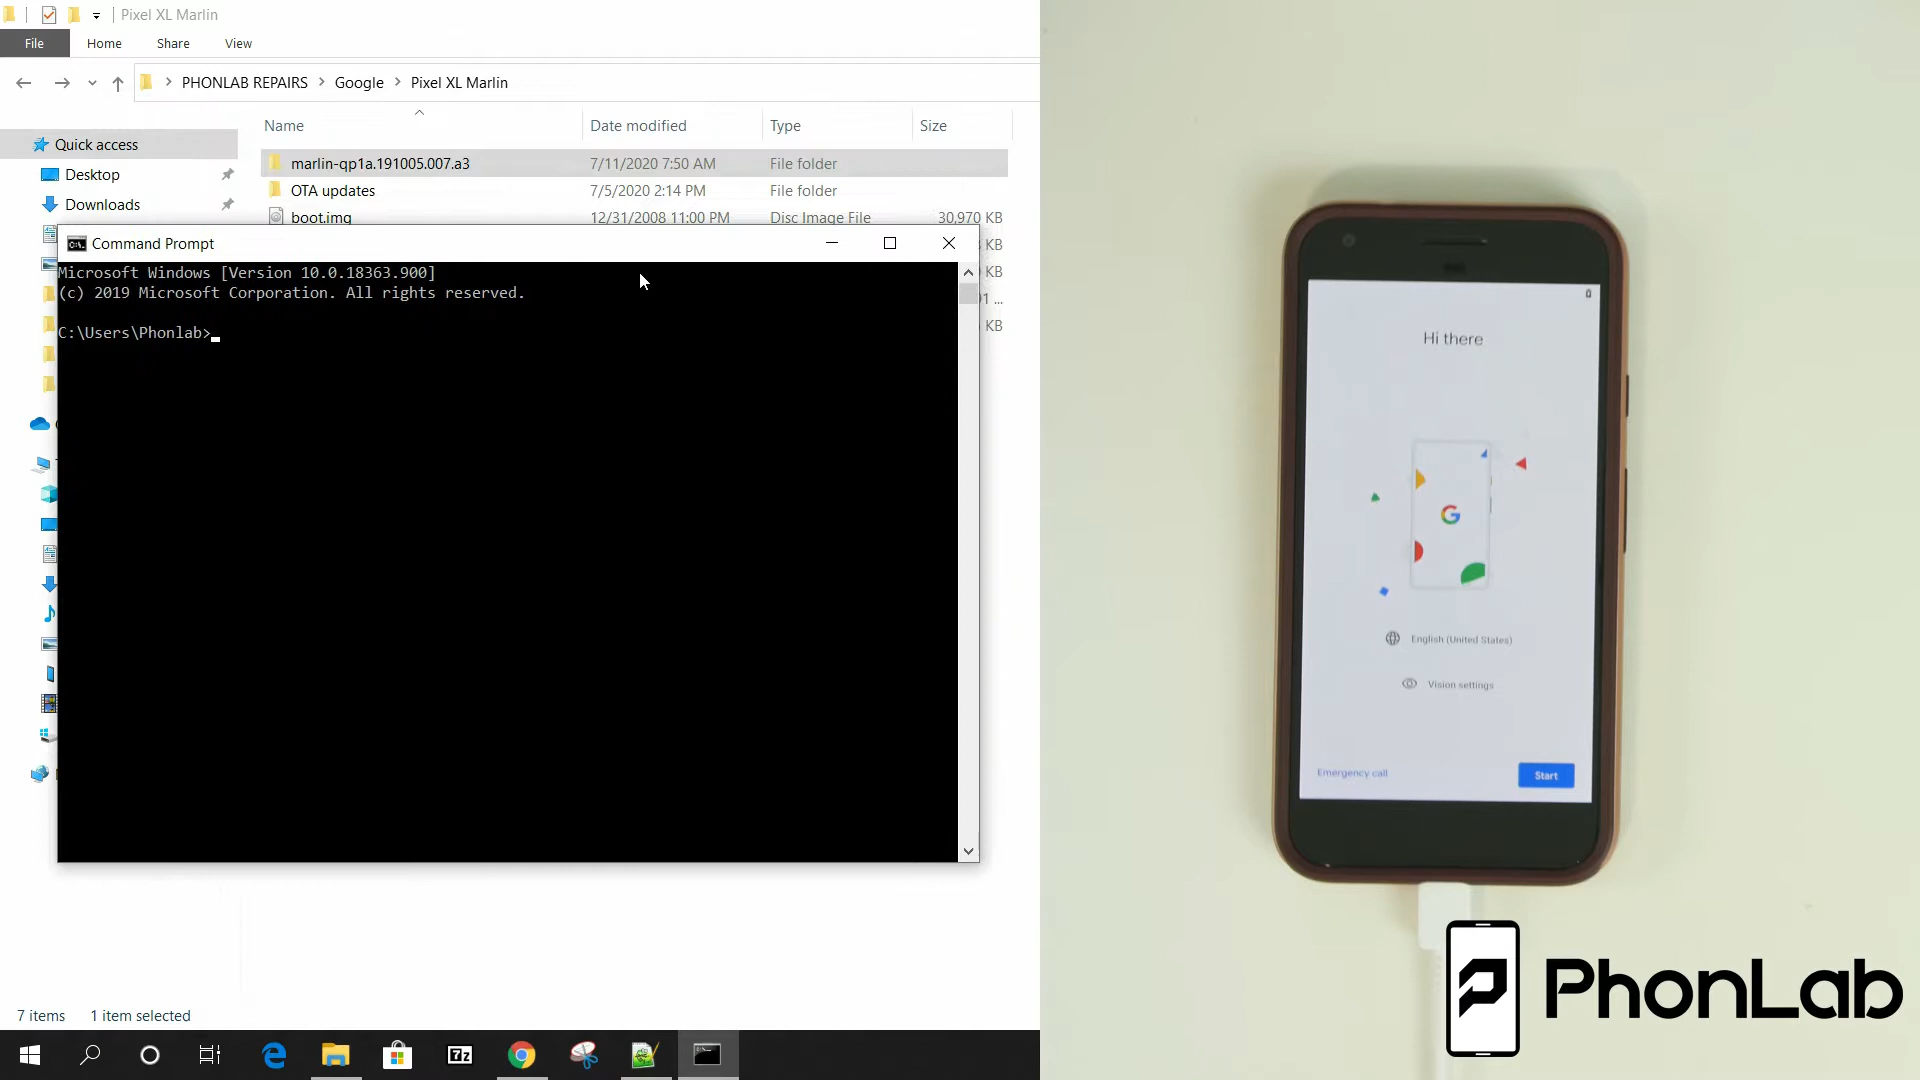 Pixel XL Marlin
File Home Share View
PHONLAB REPAIRS > Google > Pixel XL Marlin
Name Date modified Type Size
Quick access
Desktop
Downloads
marlin-qp1a.191005.007.a3 7/11/2020 7:50 AM File folder
OTA updates 7/5/2020 2:14 PM File folder
boot.img 12/31/2008 11:00 PM Disc Image File 30,970 KB
KB
KB
KB
Command Prompt
Microsoft Windows [Version 10.0.18363.900]
(c) 2019 Microsoft Corporation. All rights reserved.
C:\Users\Phonlab>
7 items 1 item selected
7z
Hi there
G
English (United States)
Vision settings
Emergency call
Start
PhonLab